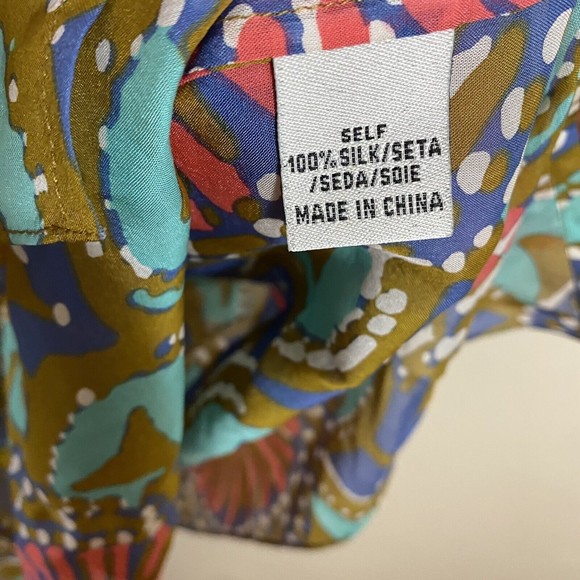 SELF
100%SILK/SETA
/SEDA/SOIE
MADE IN CHINA